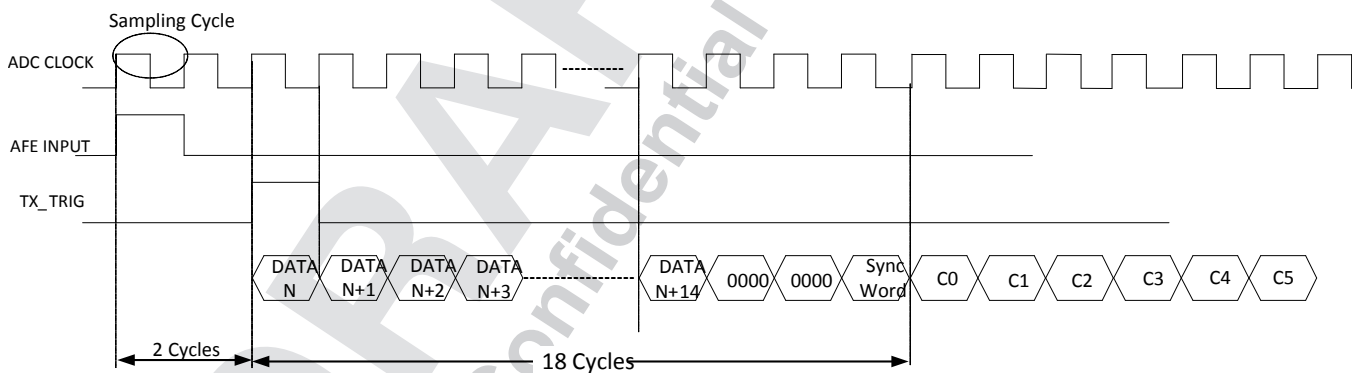 Sampling Cycle
ADC CLOCK
AFE INPUT
TX_TRIG
DATA
N
DATA
N+1
DATA
N+2
DATA
N+3
DATA
N+14
0000
0000
Sync
Word
C0
C1
C2
C3
C4
C5
2 Cycles
18 Cycles
Confidential